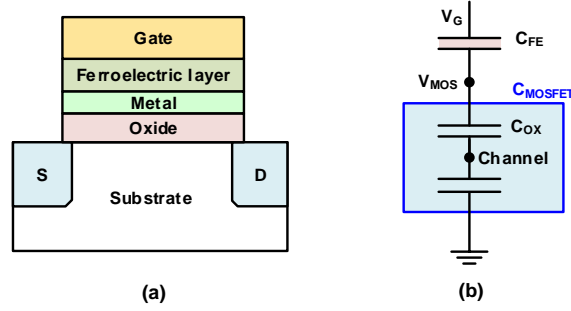 Gate
Ferroelectric layer
Metal
Oxide
S
D
Substrate
(a)
VG
CFE
VMOS
CMOSFET
COX
Channel
(b)